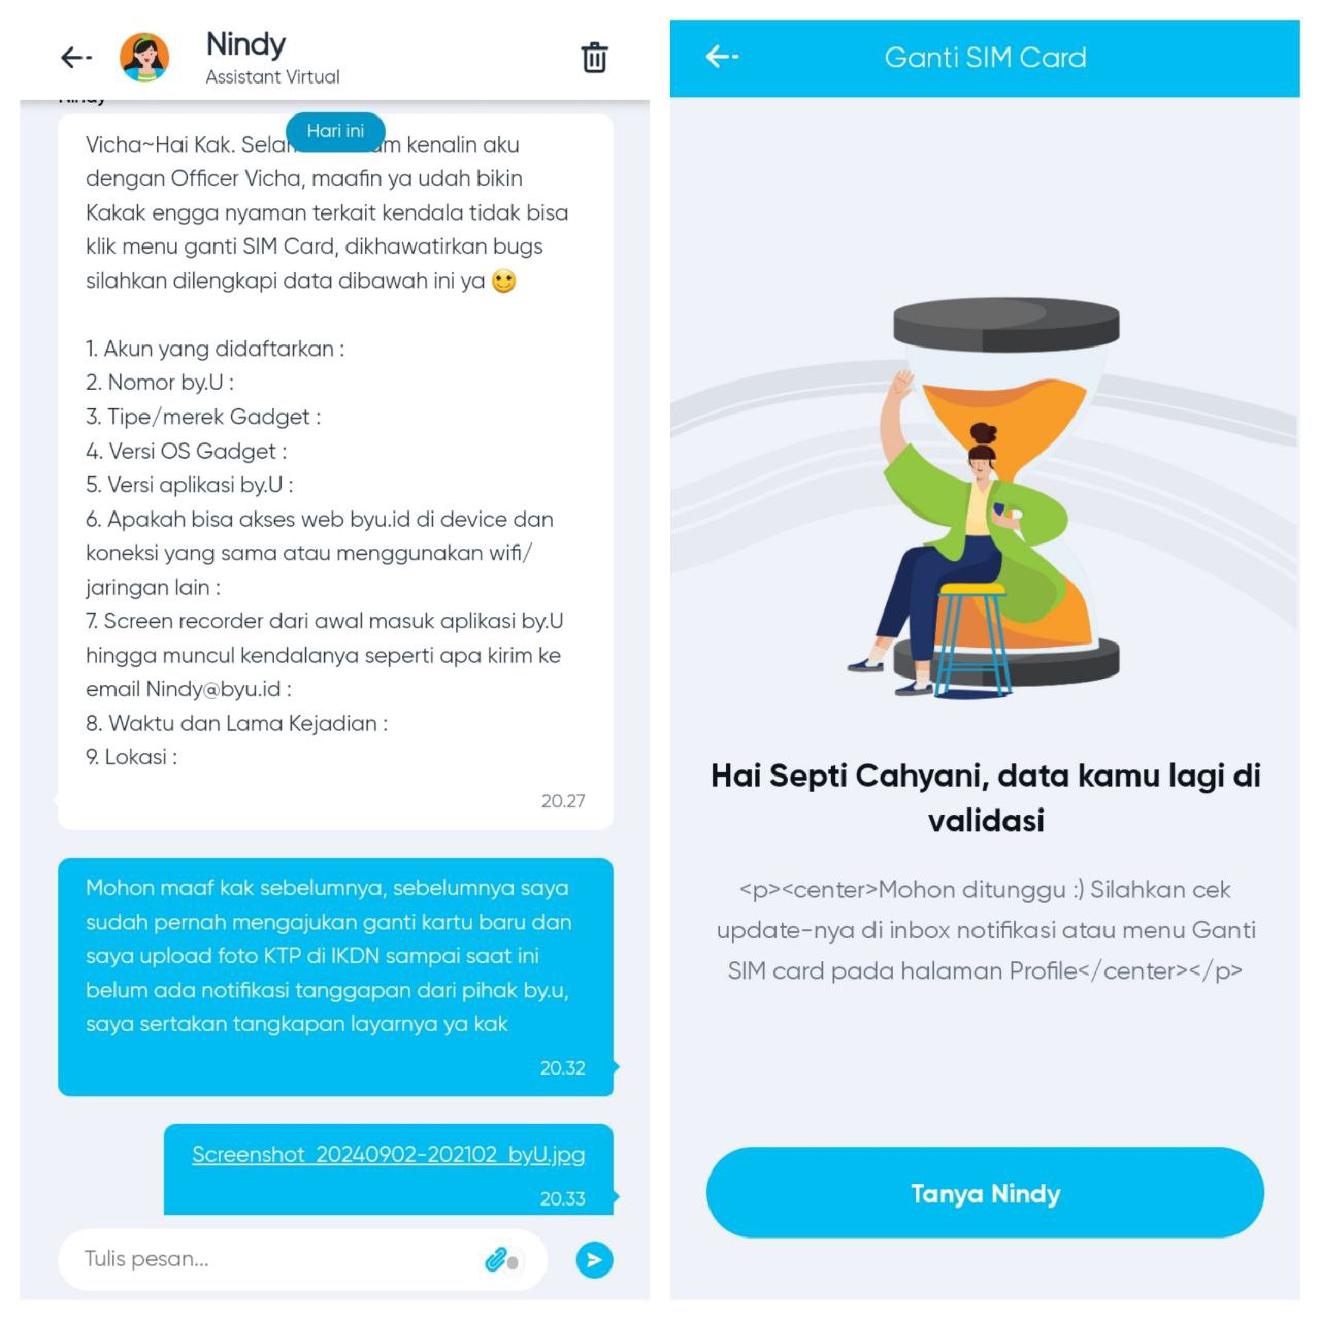 Nindy
Assistant Virtual
Nindy
Hari ini
Vicha~Hai Kak. kenalin aku
dengan Officer Vicha, maafin ya udah bikin
Kakak engga nyaman terkait kendala tidak bisa
klik menu ganti SIM Card, dikhawatirkan bugs
silahkan dilengkapi data dibawah ini ya 🙂
1. Akun yang didaftarkan :
2. Nomor by.U :
3. Tipe/merek Gadget :
4. Versi OS Gadget :
5. Versi aplikasi by.U :
6. Apakah bisa akses web byu.id di device dan
koneksi yang sama atau menggunakan wifi/
jaringan lain :
7. Screen recorder dari awal masuk aplikasi by.U
hingga muncul kendalanya seperti apa kirim ke
email Nindy@byu.id :
8. Waktu dan Lama Kejadian :
9. Lokasi :
20.27
Mohon maaf kak sebelumnya, sebelumnya saya
sudah pernah mengajukan ganti kartu baru dan
saya upload foto KTP di IKDN sampai saat ini
belum ada notifikasi tanggapan dari pihak by.u,
saya sertakan tangkapan layarnya ya kak
20.32
Screenshot_20240902-202102_byU.jpg
20.33
Tulis pesan...
Ganti SIM Card
Hai Septi Cahyani, data kamu lagi di
validasi
<p><center>Mohon ditunggu :) Silahkan cek
update-nya di inbox notifikasi atau menu Ganti
SIM card pada halaman Profile</center></p>
Tanya Nindy